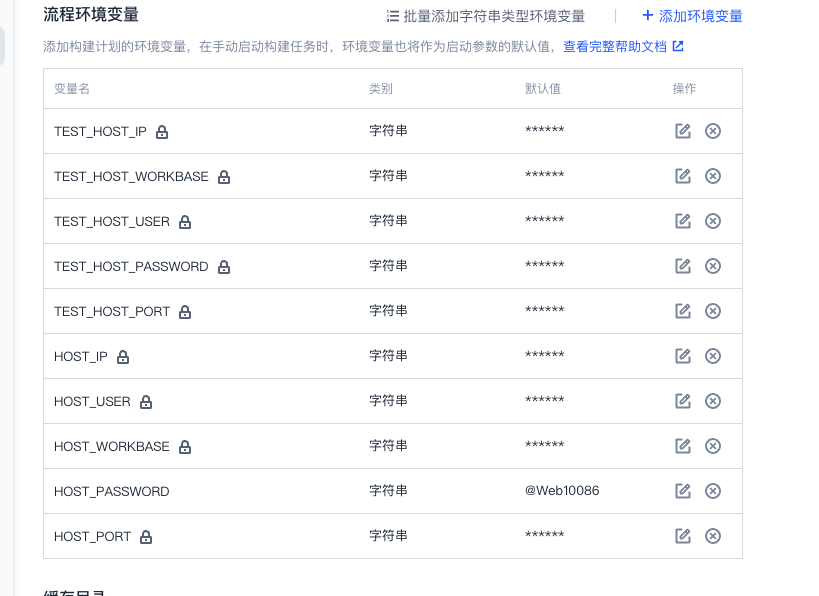 流程环境变量 批量添加字符串类型环境变量 | + 添加环境变量
添加构建计划的环境变量，在手动启动构建任务时，环境变量也将作为启动参数的默认值，查看完整帮助文档
变量名 类别 默认值 操作
TEST_HOST_IP 字符串 ******
TEST_HOST_WORKBASE 字符串 ******
TEST_HOST_USER 字符串 ******
TEST_HOST_PASSWORD 字符串 ******
TEST_HOST_PORT 字符串 ******
HOST_IP 字符串 ******
HOST_USER 字符串 ******
HOST_WORKBASE 字符串 ******
HOST_PASSWORD 字符串 @Web10086
HOST_PORT 字符串 ******
缓存目录